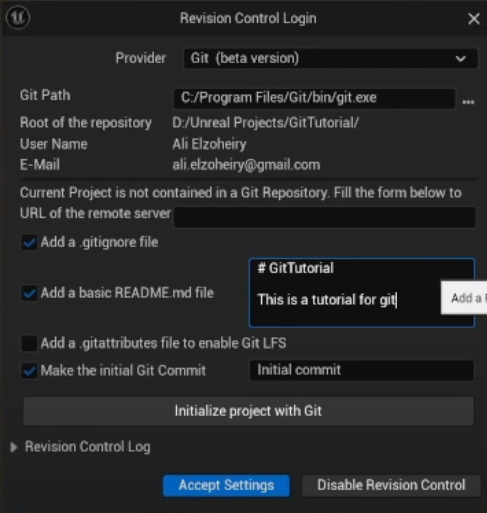 Revision Control Login
Provider Git (beta version)
Git Path C:/Program Files/Git/bin/git.exe ...
Root of the repository D:/Unreal Projects/GitTutorial/
User Name Ali Elzoheiry
E-Mail ali.elzoheiry@gmail.com
Current Project is not contained in a Git Repository. Fill the form below to
URL of the remote server
Add a .gitignore file
# GitTutorial
Add a basic README.md file This is a tutorial for git Add a
Add a .gitattributes file to enable Git LFS
Make the initial Git Commit Initial commit
Initialize project with Git
Revision Control Log
Accept Settings Disable Revision Control